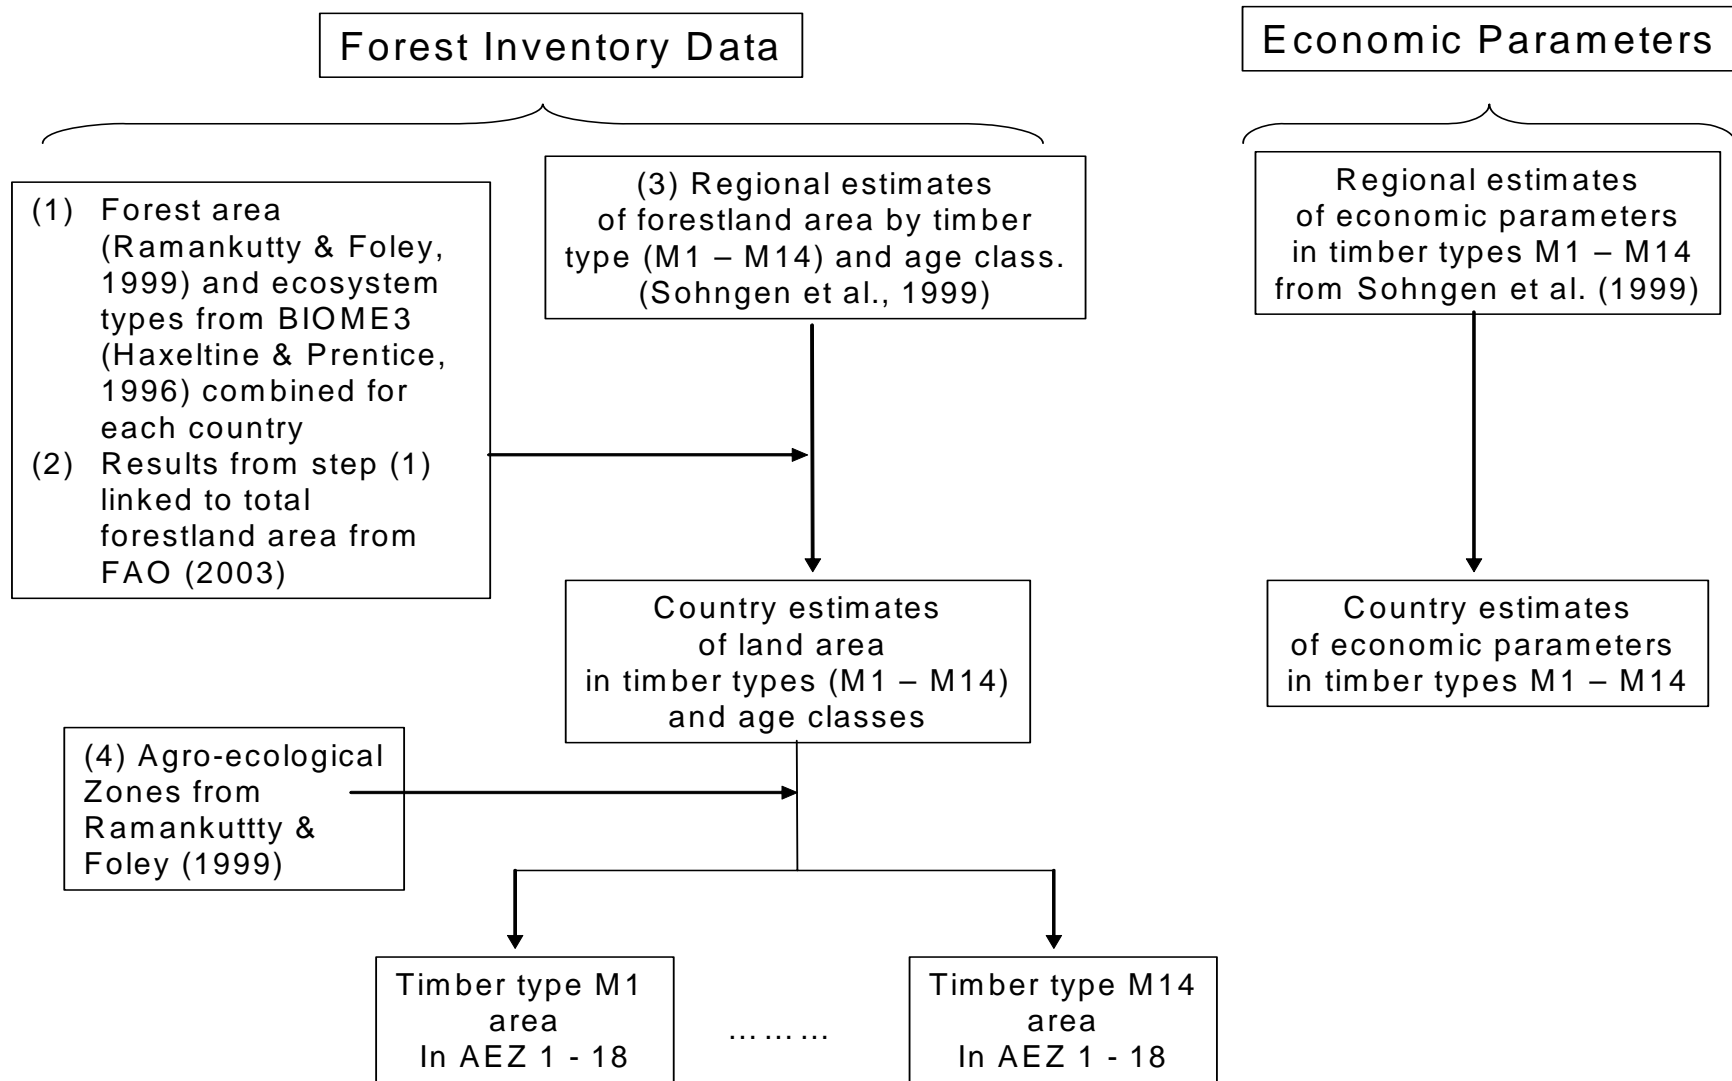 Forest Inventory Data
Economic Parameters
(1) Forest area
(Ramankutty & Foley,
1999) and ecosystem
types from BIOME3
(Haxeltine & Prentice,
1996) combined for
each country
(2) Results from step (1)
linked to total
forestland area from
FAO (2003)
(3) Regional estimates
of forestland area by timber
type (M1 – M14) and age class.
(Sohngen et al., 1999)
Regional estimates
of economic parameters
in timber types M1 – M14
from Sohngen et al. (1999)
Country estimates
of land area
in timber types (M1 – M14)
and age classes
Country estimates
of economic parameters
in timber types M1 – M14
(4) Agro-ecological
Zones from
Ramankuttty &
Foley (1999)
Timber type M1
area
In AEZ 1 - 18
………
Timber type M14
area
In AEZ 1 - 18